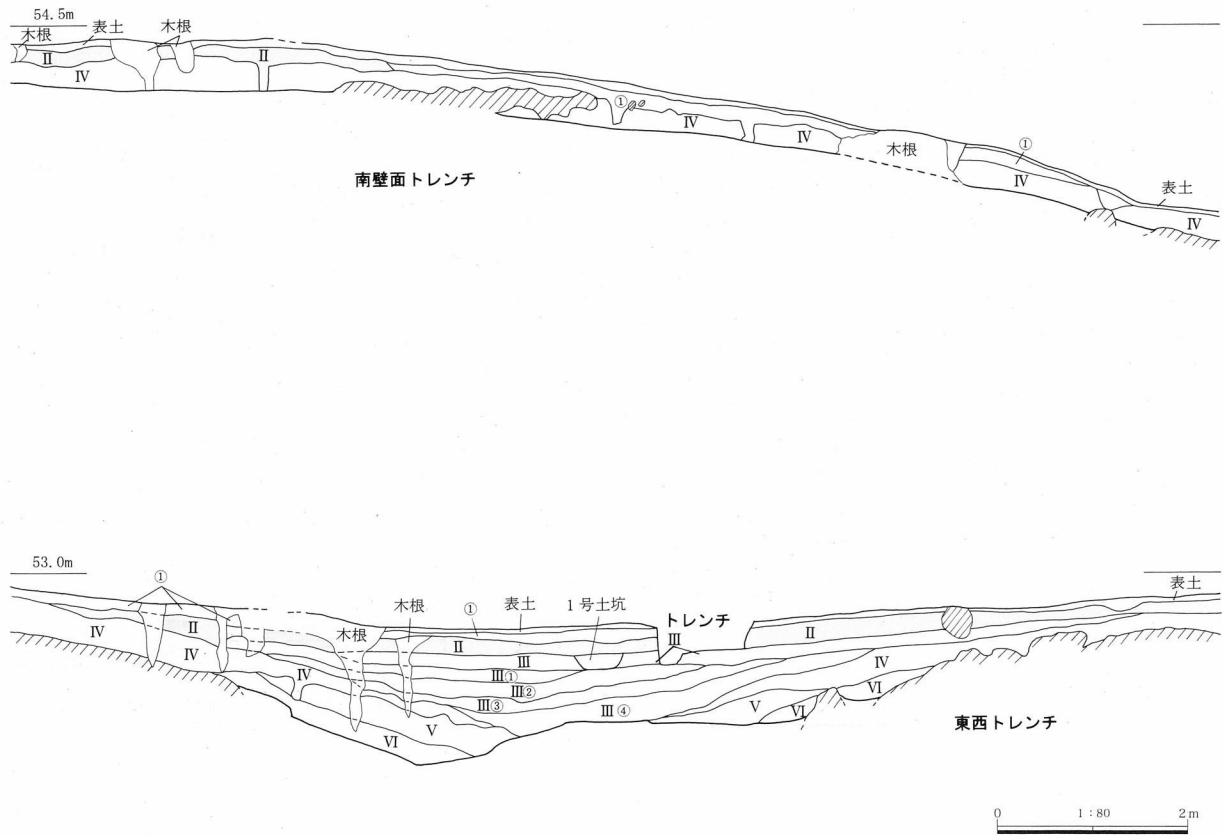 54.5m
木根
表土
木根
Ⅱ
Ⅱ
Ⅳ
①
Ⅳ
Ⅳ
木根
①
Ⅳ
表土
Ⅳ
南壁面トレンチ
53.0m
①
表土
木根
①
表土
1号土坑
トレンチ
Ⅲ
木根
Ⅱ
Ⅱ
Ⅱ
Ⅳ
Ⅳ
Ⅲ
Ⅲ①
Ⅳ
Ⅲ②
Ⅲ③
Ⅲ④
Ⅳ
Ⅵ
Ⅴ
Ⅵ
Ⅴ
Ⅵ
東西トレンチ
0 1:80 2m